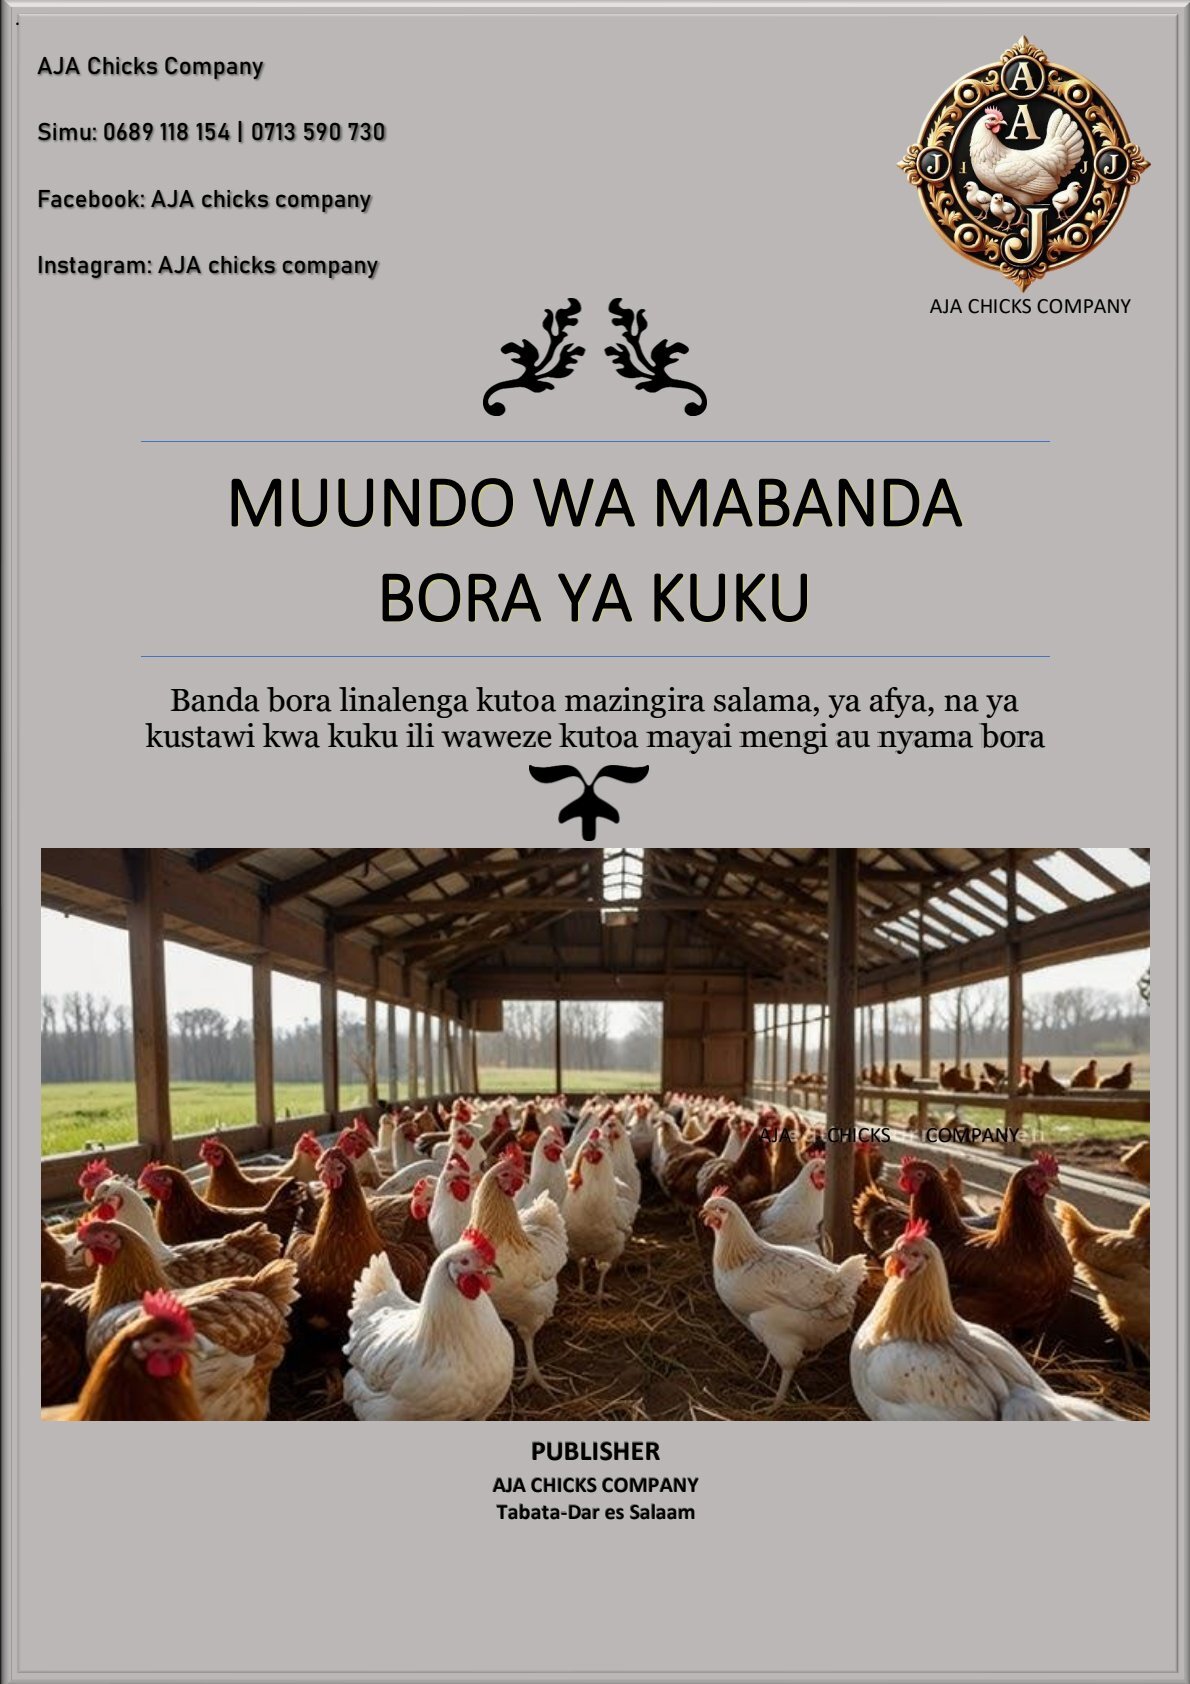 AJA Chicks Company
Simu: 0689 118 154 | 0713 590 730
Facebook: AJA chicks company
Instagram: AJA chicks company
A
A
J
J
J
J
J
AJA CHICKS COMPANY
MUUNDO WA MABANDA
BORA YA KUKU
Banda bora linalenga kutoa mazingira salama, ya afya, na ya
kustawi kwa kuku ili waweze kutoa mayai mengi au nyama bora
AJA CHICKS COMPANY
PUBLISHER
AJA CHICKS COMPANY
Tabata-Dar es Salaam